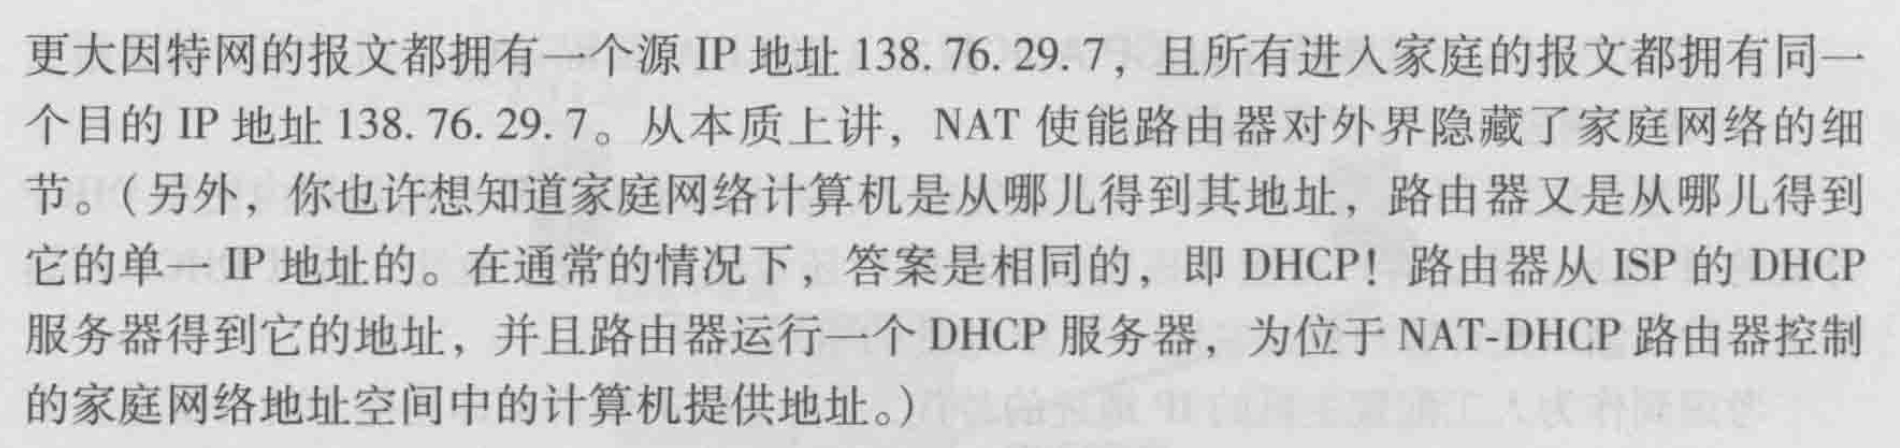 更大因特网的报文都拥有一个源 IP 地址 138. 76. 29. 7，且所有进入家庭的报文都拥有同一
个目的 IP 地址 138. 76. 29. 7。从本质上讲，NAT 使能路由器对外界隐藏了家庭网络的细
节。（另外，你也许想知道家庭网络计算机是从哪儿得到其地址，路由器又是从哪儿得到
它的单一 IP 地址的。在通常的情况下，答案是相同的，即 DHCP！路由器从 ISP 的 DHCP
服务器得到它的地址，并且路由器运行一个 DHCP 服务器，为位于 NAT-DHCP 路由器控制
的家庭网络地址空间中的计算机提供地址。）